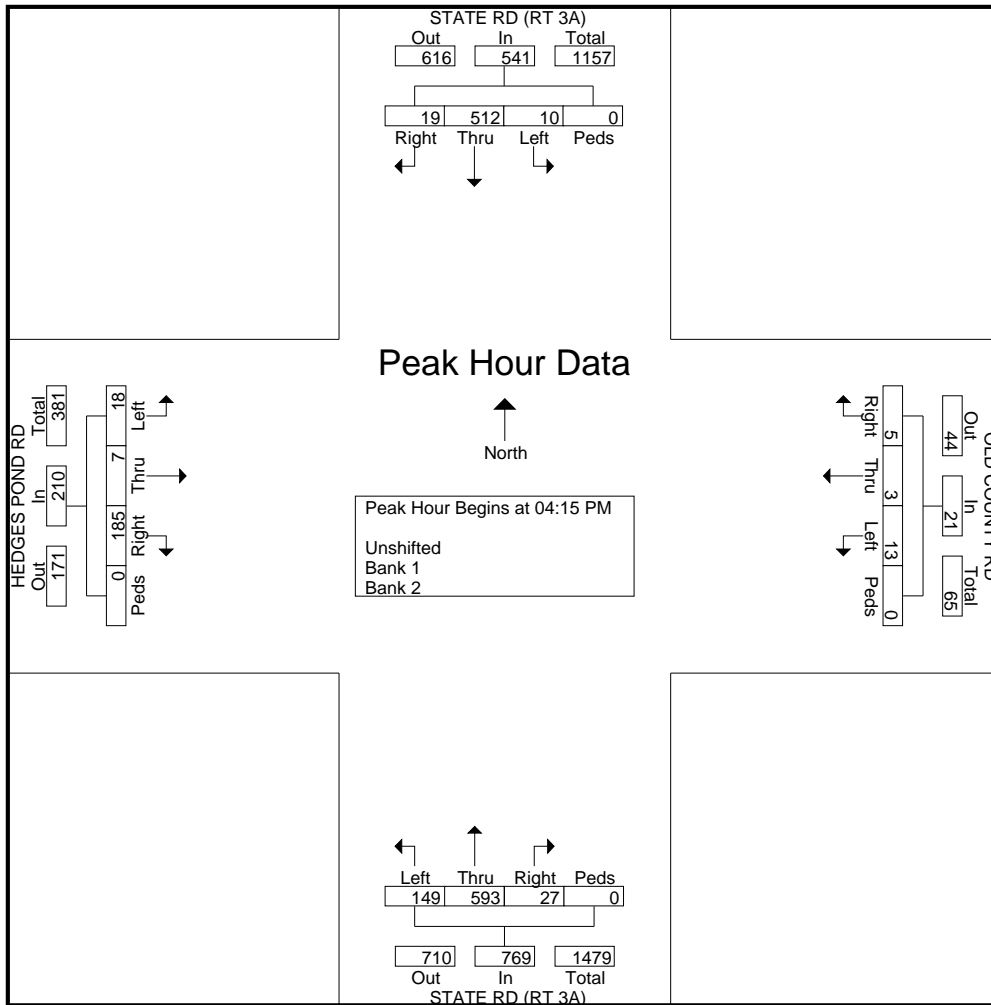 STATE RD (RT 3A)
Out In Total
616 541 1157
19 512 10 0
Right Thru Left Peds
Peak Hour Data
North
Peak Hour Begins at 04:15 PM
Unshifted
Bank 1
Bank 2
HEDGES POND RD
Out In Total
171 210 381
18 7 185 0
Left Thru Right Peds
OLD COUNTY RD
Out In Total
44 21 65
5 3 13 0
Right Thru Left Peds
Left Thru Right Peds
149 593 27 0
710 769 1479
Out In Total
STATE RD (RT 3A)